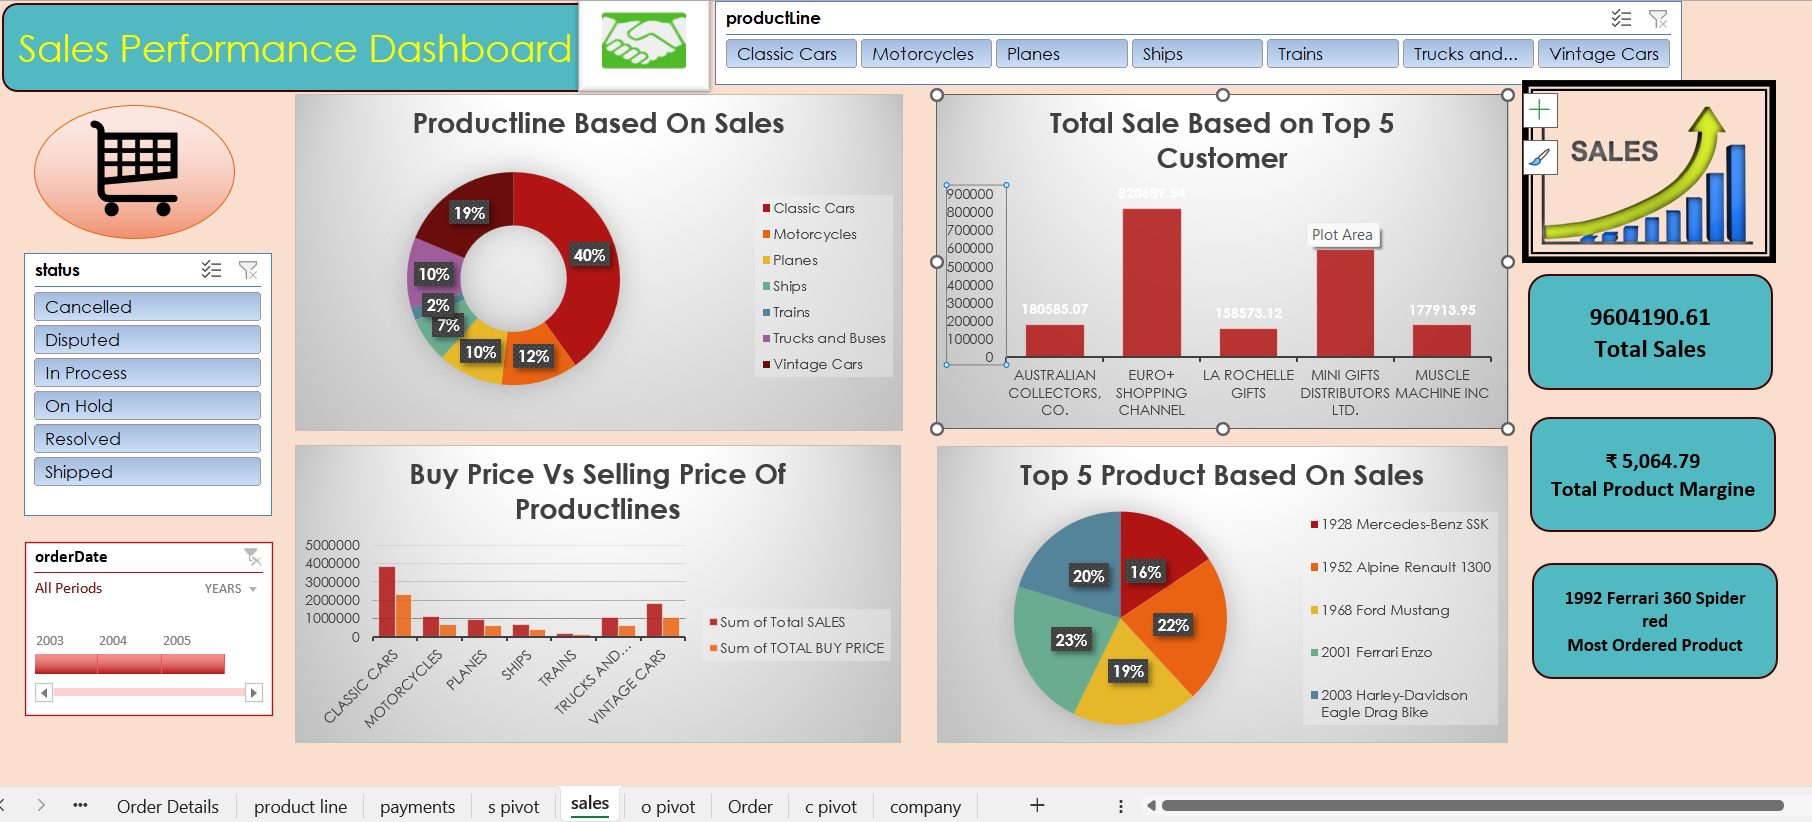 Sales Performance Dashboard
productLine
Classic Cars
Motorcycles
Planes
Ships
Trains
Trucks and...
Vintage Cars
status
Cancelled
Disputed
In Process
On Hold
Resolved
Shipped
orderDate
All Periods
YEARS
2003 2004 2005
Productline Based On Sales
19%
40%
10%
2%
7%
10%
12%
Classic Cars
Motorcycles
Planes
Ships
Trains
Trucks and Buses
Vintage Cars
Total Sale Based on Top 5
Customer
900000
800000
700000
600000
500000
400000
300000
200000
100000
0
180585.07
820689.54
158573.12
Plot Area
177913.95
AUSTRALIAN
COLLECTORS,
CO.
EURO+
SHOPPING
CHANNEL
LA ROCHELLE
GIFTS
MINI GIFTS
DISTRIBUTORS
LTD.
MUSCLE
MACHINE INC
SALES
9604190.61
Total Sales
₹ 5,064.79
Total Product Margine
1992 Ferrari 360 Spider
red
Most Ordered Product
Buy Price Vs Selling Price Of
Productlines
5000000
4000000
3000000
2000000
1000000
0
CLASSIC CARS
MOTORCYCLES
PLANES
SHIPS
TRAINS
TRUCKS AND...
VINTAGE CARS
Sum of Total SALES
Sum of TOTAL BUY PRICE
Top 5 Product Based On Sales
20%
16%
22%
23%
19%
1928 Mercedes-Benz SSK
1952 Alpine Renault 1300
1968 Ford Mustang
2001 Ferrari Enzo
2003 Harley-Davidson
Eagle Drag Bike
... Order Details product line payments s pivot sales o pivot Order c pivot company